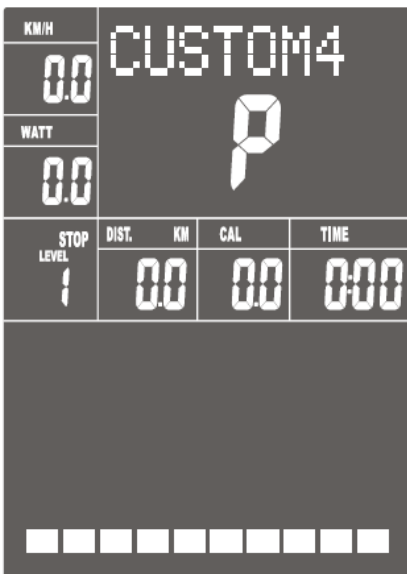 KM/H
0.0
CUSTOM4
WATT
P
0.0
STOP
LEVEL
1
DIST. KM
0.0
CAL
0.0
TIME
0:00